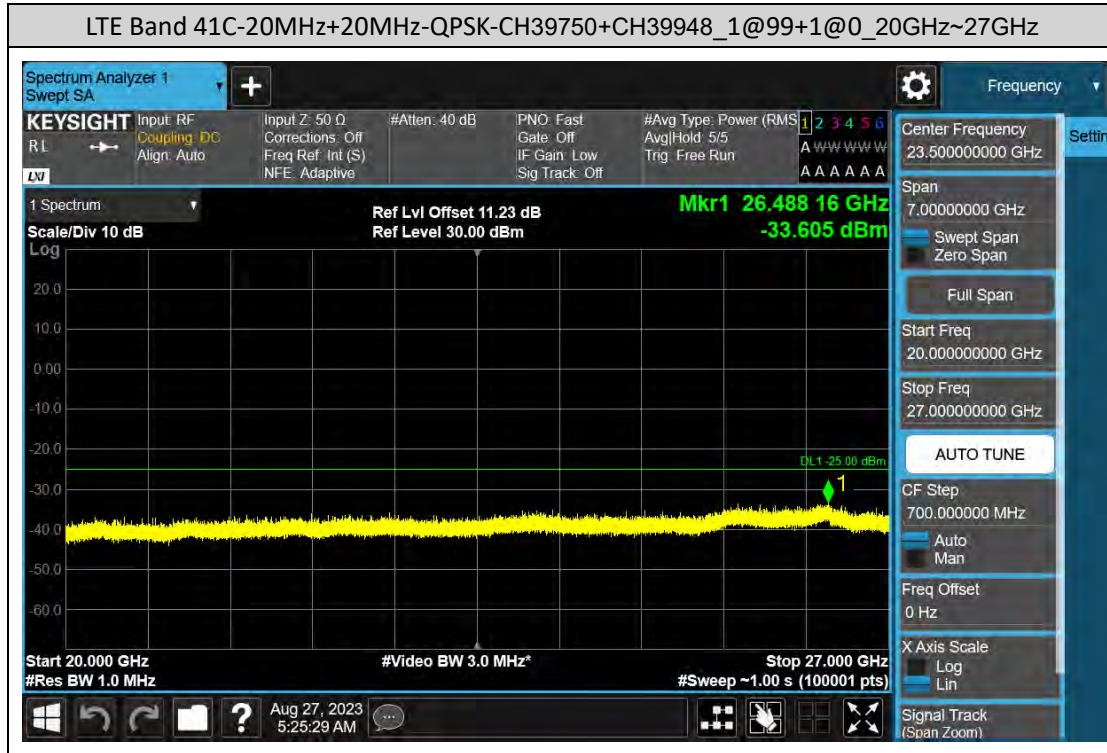 LTE Band 41C-20MHz+20MHz-QPSK-CH39750+CH39948_1@99+1@0_20GHz~27GHz
Spectrum Analyzer 1
Swept SA
+
Frequency
Settin
KEYSIGHT
RL
LXI
Input: RF
Coupling: DC
Align: Auto
Input Z: 50 Ω
Corrections: Off
Freq Ref: Int (S)
NFE: Adaptive
#Atten: 40 dB
PNO: Fast
Gate: Off
IF Gain: Low
Sig Track: Off
#Avg Type: Power (RMS
Avg|Hold: 5/5
Trig: Free Run
1 2 3 4 5 6
A W W W W W
A A A A A A
1 Spectrum
Scale/Div 10 dB
Log
Ref Lvl Offset 11.23 dB
Ref Level 30.00 dBm
Mkr1 26.488 16 GHz
-33.605 dBm
20.0
10.0
0.00
-10.0
-20.0
-30.0
-40.0
-50.0
-60.0
DL1 -25.00 dBm
1
Start 20.000 GHz
#Res BW 1.0 MHz
#Video BW 3.0 MHz*
Stop 27.000 GHz
#Sweep ~1.00 s (100001 pts)
Center Frequency
23.500000000 GHz
Span
7.00000000 GHz
Swept Span
Zero Span
Full Span
Start Freq
20.000000000 GHz
Stop Freq
27.000000000 GHz
AUTO TUNE
CF Step
700.000000 MHz
Auto
Man
Freq Offset
0 Hz
X Axis Scale
Log
Lin
Signal Track
(Span Zoom)
?
Aug 27, 2023
5:25:29 AM